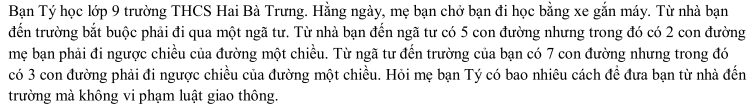 Bạn Tý học lớp 9 trường THCS Hai Bà Trưng. Hằng ngày, mẹ bạn chở bạn đi học bằng xe gắn máy. Từ nhà bạn
đến trường bắt buộc phải đi qua một ngã tư. Từ nhà bạn đến ngã tư có 5 con đường nhưng trong đó có 2 con đường
mẹ bạn phải đi ngược chiều của đường một chiều. Từ ngã tư đến trường của bạn có 7 con đường nhưng trong đó
có 3 con đường phải đi ngược chiều của đường một chiều. Hỏi mẹ bạn Tý có bao nhiêu cách để đưa bạn từ nhà đến
trường mà không vi phạm luật giao thông.